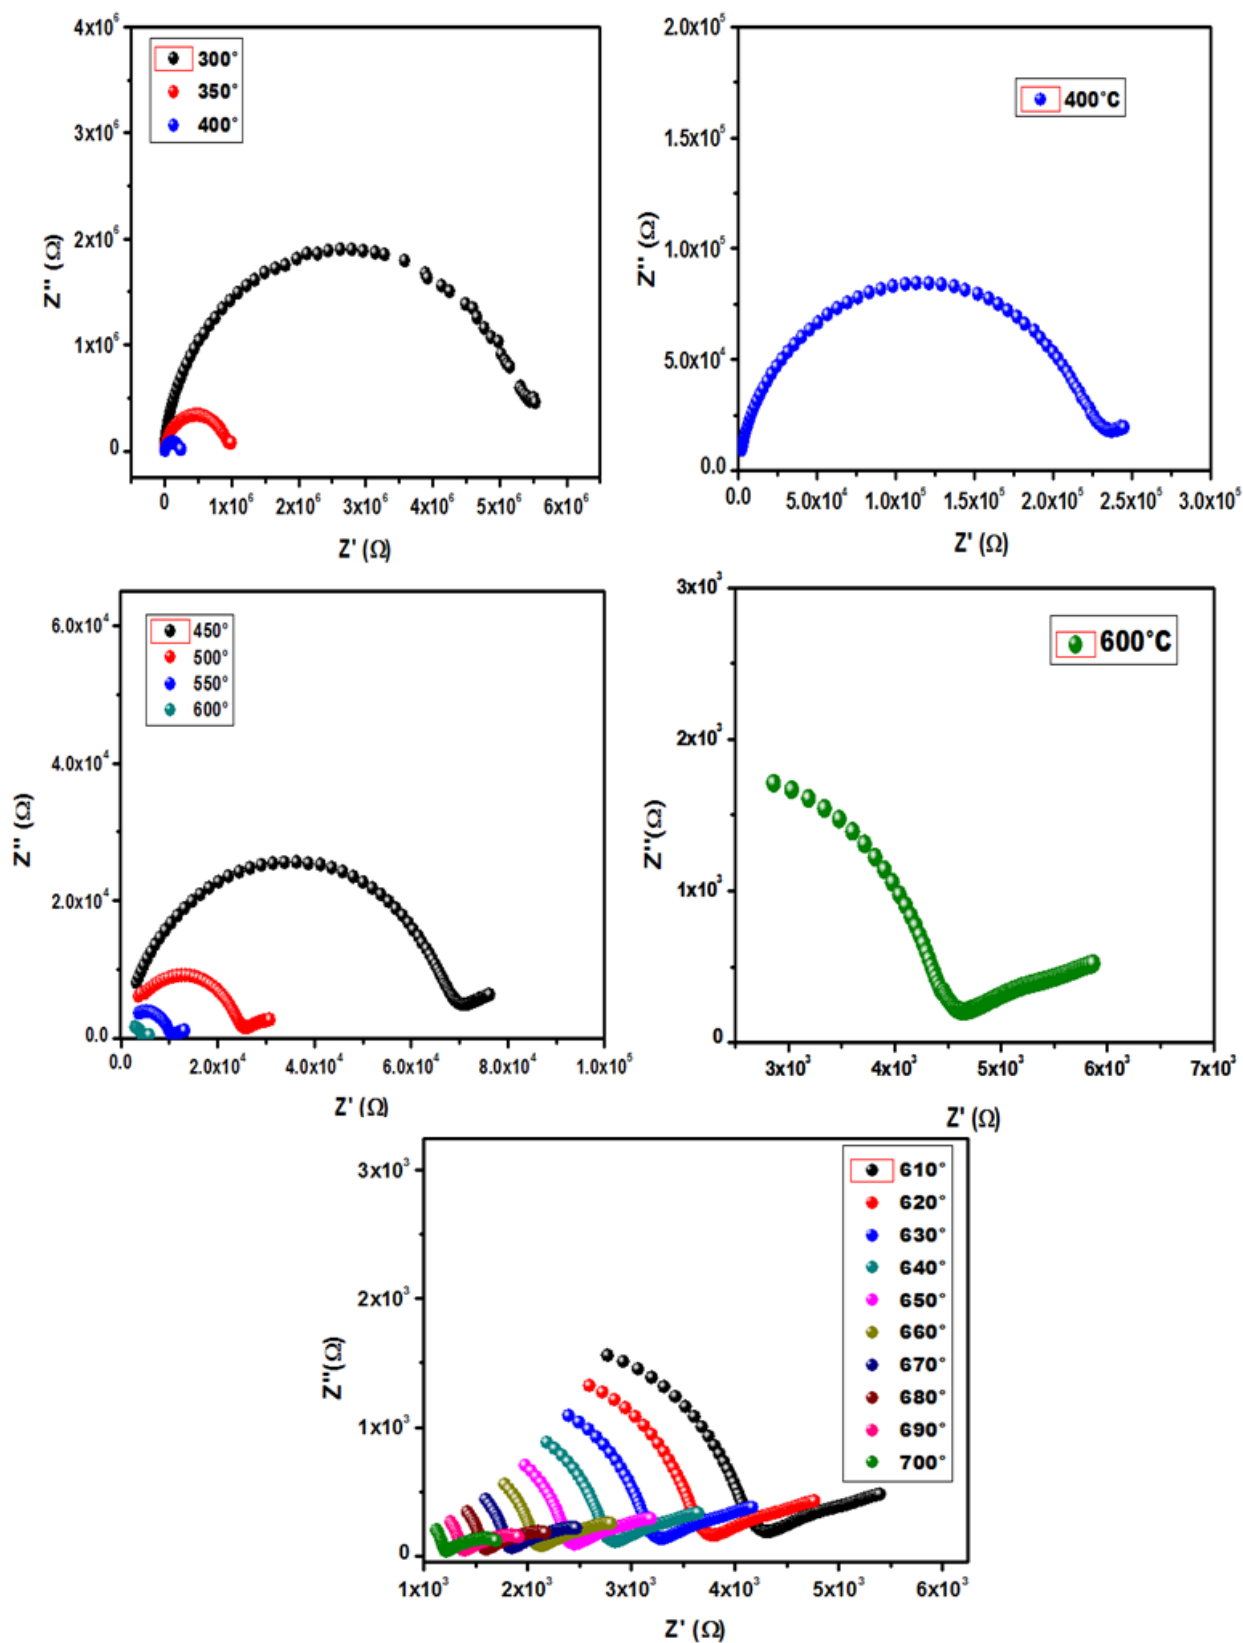 4x10⁶
3x10⁶
2x10⁶
1x10⁶
0
Z'' (Ω)
300°
350°
400°
0 1x10⁶ 2x10⁶ 3x10⁶ 4x10⁶ 5x10⁶ 6x10⁶
Z' (Ω)
2.0x10⁵
1.5x10⁵
1.0x10⁵
5.0x10⁴
0.0
Z'' (Ω)
400°C
0.0 5.0x10⁴ 1.0x10⁵ 1.5x10⁵ 2.0x10⁵ 2.5x10⁵ 3.0x10⁵
Z' (Ω)
6.0x10⁴
4.0x10⁴
2.0x10⁴
0.0
Z'' (Ω)
450°
500°
550°
600°
0.0 2.0x10⁴ 4.0x10⁴ 6.0x10⁴ 8.0x10⁴ 1.0x10⁵
Z' (Ω)
3x10³
2x10³
1x10³
0
Z''(Ω)
600°C
3x10³ 4x10³ 5x10³ 6x10³ 7x10³
Z' (Ω)
3x10³
2x10³
1x10³
0
Z''(Ω)
610°
620°
630°
640°
650°
660°
670°
680°
690°
700°
1x10³ 2x10³ 3x10³ 4x10³ 5x10³ 6x10³
Z' (Ω)